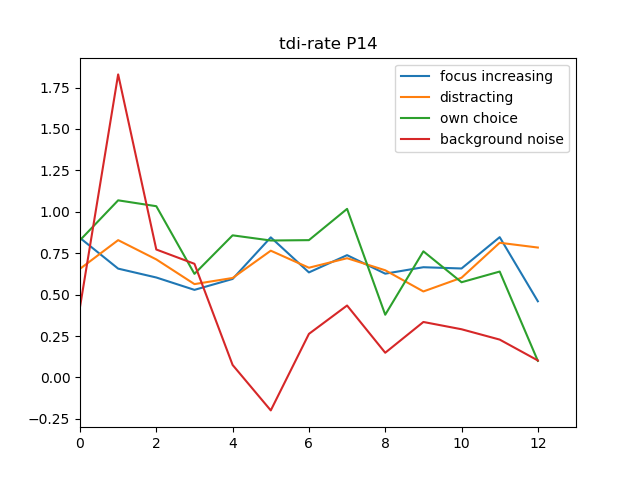 tdi-rate P14
focus increasing
distracting
own choice
background noise
1.75
1.50
1.25
1.00
0.75
0.50
0.25
0.00
−0.25
0 2 4 6 8 10 12